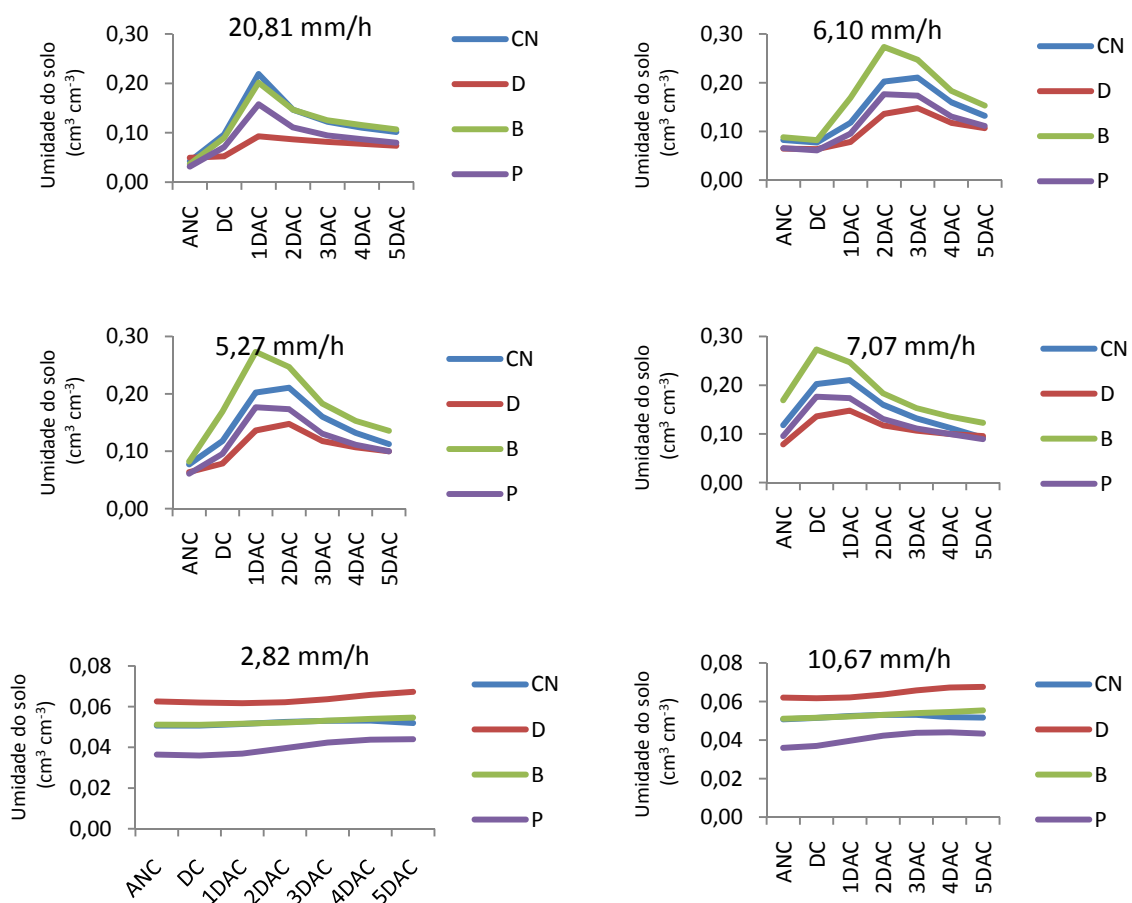 20,81 mm/h
Umidade do solo
(cm³ cm⁻³)
0,30
0,20
0,10
0,00
ANC
DC
1DAC
2DAC
3DAC
4DAC
5DAC
CN
D
B
P
6,10 mm/h
Umidade do solo
(cm³ cm⁻³)
0,30
0,20
0,10
0,00
ANC
DC
1DAC
2DAC
3DAC
4DAC
5DAC
CN
D
B
P
5,27 mm/h
Umidade do solo
(cm³ cm⁻³)
0,30
0,20
0,10
0,00
ANC
DC
1DAC
2DAC
3DAC
4DAC
5DAC
CN
D
B
P
7,07 mm/h
Umidade do solo
(cm³ cm⁻³)
0,30
0,20
0,10
0,00
ANC
DC
1DAC
2DAC
3DAC
4DAC
5DAC
CN
D
B
P
2,82 mm/h
Umidade do solo
(cm³ cm⁻³)
0,08
0,06
0,04
0,02
0,00
ANC
DC
1DAC
2DAC
3DAC
4DAC
5DAC
CN
D
B
P
10,67 mm/h
Umidade do solo
(cm³ cm⁻³)
0,08
0,06
0,04
0,02
0,00
ANC
DC
1DAC
2DAC
3DAC
4DAC
5DAC
CN
D
B
P